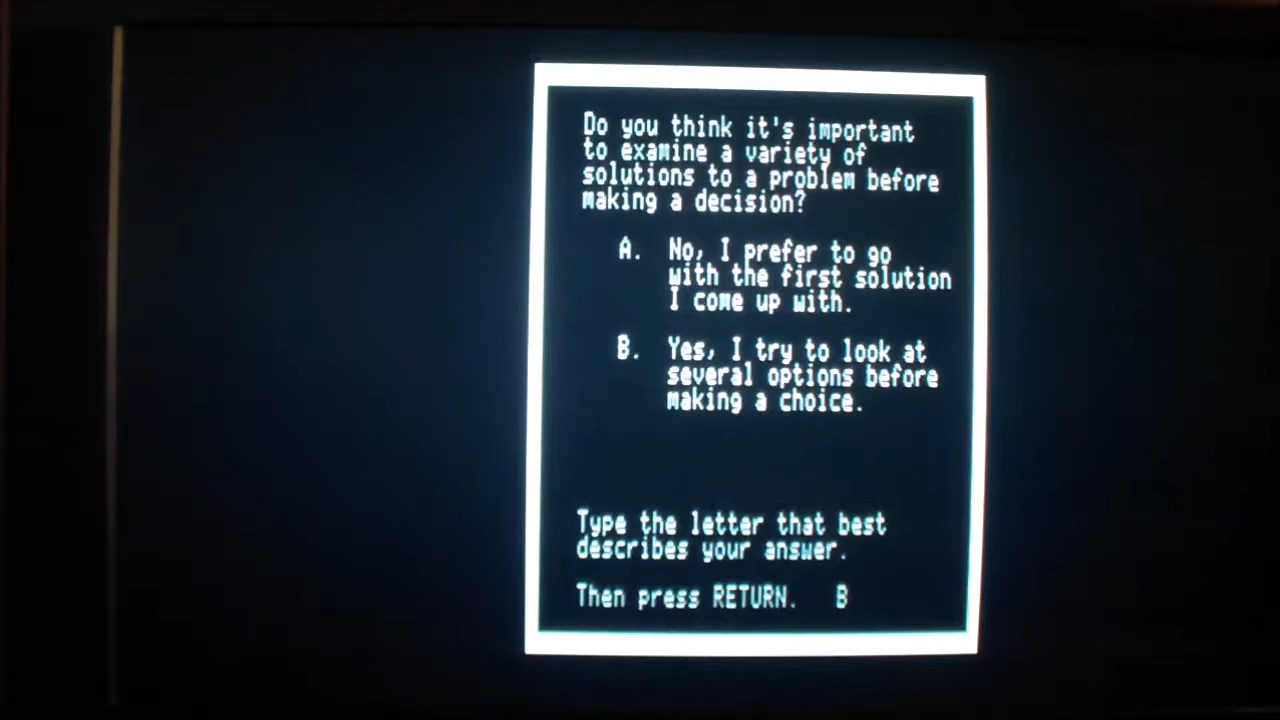 Do you think it's important
to examine a variety of
solutions to a problem before
making a decision?
A. No, I prefer to go
with the first solution
I come up with.
B. Yes, I try to look at
several options before
making a choice.
Type the letter that best
describes your answer.
Then press RETURN. B